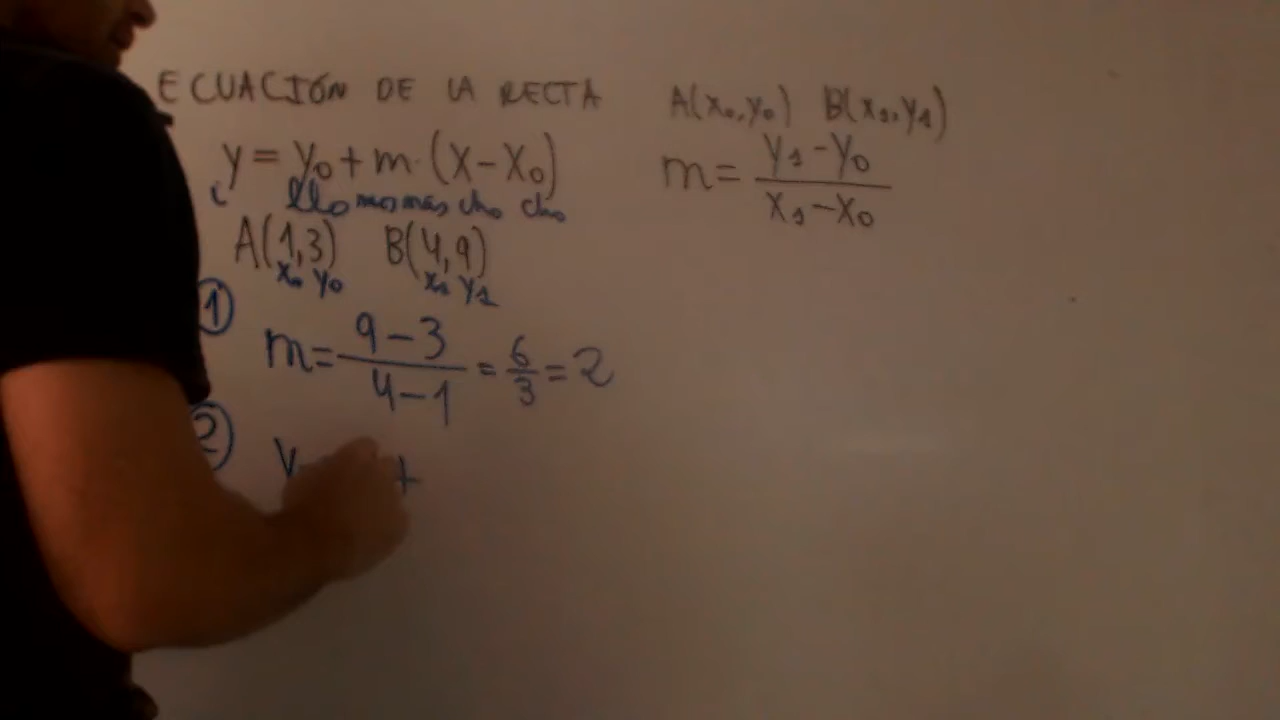 ECUACIÓN DE LA RECTA A(x₀,y₀) B(x₁,y₁)
y = y₀ + m · (x - x₀) m = (y₁ - y₀) / (x₁ - x₀)
A(1,3) B(4,9)
x₀ y₀ x₁ y₁
① m = (9 - 3) / (4 - 1) = 6/3 = 2
② y +